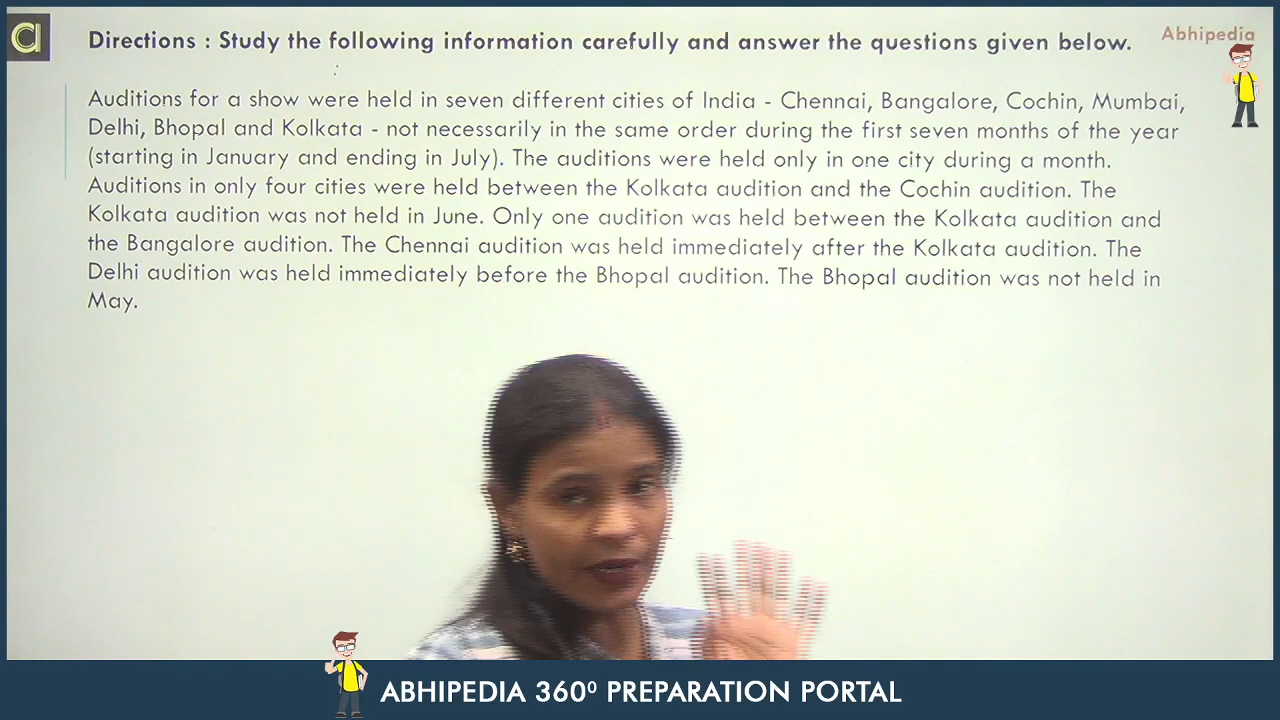 Directions : Study the following information carefully and answer the questions given below.
Abhipedia
Auditions for a show were held in seven different cities of India - Chennai, Bangalore, Cochin, Mumbai,
Delhi, Bhopal and Kolkata - not necessarily in the same order during the first seven months of the year
(starting in January and ending in July). The auditions were held only in one city during a month.
Auditions in only four cities were held between the Kolkata audition and the Cochin audition. The
Kolkata audition was not held in June. Only one audition was held between the Kolkata audition and
the Bangalore audition. The Chennai audition was held immediately after the Kolkata audition. The
Delhi audition was held immediately before the Bhopal audition. The Bhopal audition was not held in
May.
ABHIPEDIA 360⁰ PREPARATION PORTAL